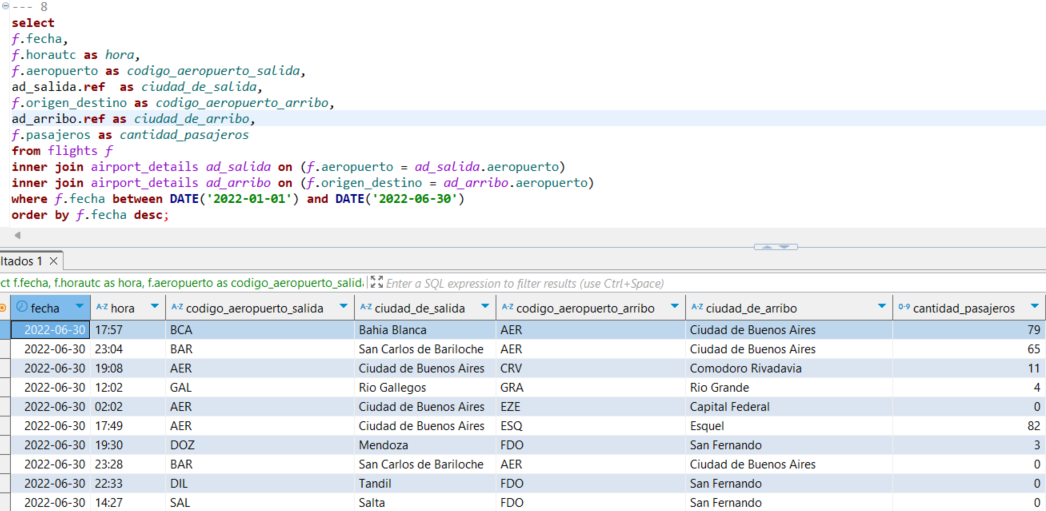 --- 8
select
f.fecha,
f.horautc as hora,
f.aeropuerto as codigo_aeropuerto_salida,
ad_salida.ref  as ciudad_de_salida,
f.origen_destino as codigo_aeropuerto_arribo,
ad_arribo.ref as ciudad_de_arribo,
f.pasajeros as cantidad_pasajeros
from flights f
inner join airport_details ad_salida on (f.aeropuerto = ad_salida.aeropuerto)
inner join airport_details ad_arribo on (f.origen_destino = ad_arribo.aeropuerto)
where f.fecha between DATE('2022-01-01') and DATE('2022-06-30')
order by f.fecha desc;
ltados 1
ct f.fecha, f.horautc as hora, f.aeropuerto as codigo_aeropuerto_salid Enter a SQL expression to filter results (use Ctrl+Space)
fecha A-Z hora A-Z codigo_aeropuerto_salida A-Z ciudad_de_salida A-Z codigo_aeropuerto_arribo A-Z ciudad_de_arribo 0-9 cantidad_pasajeros
2022-06-30 17:57 BCA Bahia Blanca AER Ciudad de Buenos Aires 79
2022-06-30 23:04 BAR San Carlos de Bariloche AER Ciudad de Buenos Aires 65
2022-06-30 19:08 AER Ciudad de Buenos Aires CRV Comodoro Rivadavia 11
2022-06-30 12:02 GAL Rio Gallegos GRA Rio Grande 4
2022-06-30 02:02 AER Ciudad de Buenos Aires EZE Capital Federal 0
2022-06-30 17:49 AER Ciudad de Buenos Aires ESQ Esquel 82
2022-06-30 19:30 DOZ Mendoza FDO San Fernando 3
2022-06-30 23:28 BAR San Carlos de Bariloche AER Ciudad de Buenos Aires 0
2022-06-30 22:33 DIL Tandil FDO San Fernando 0
2022-06-30 14:27 SAL Salta FDO San Fernando 0